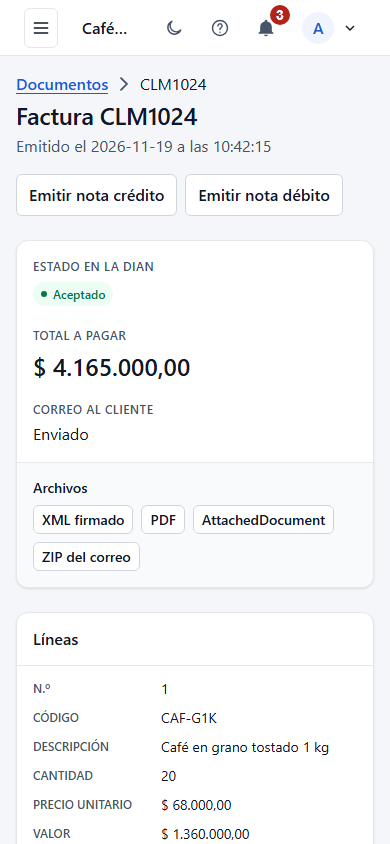 Café...
3
A
Documentos
CLM1024
Factura CLM1024
Emitido el 2026-11-19 a las 10:42:15
Emitir nota crédito
Emitir nota débito
ESTADO EN LA DIAN
Aceptado
TOTAL A PAGAR
$ 4.165.000,00
CORREO AL CLIENTE
Enviado
Archivos
XML firmado
PDF
AttachedDocument
ZIP del correo
Líneas
N.º 1
CÓDIGO CAF-G1K
DESCRIPCIÓN Café en grano tostado 1 kg
CANTIDAD 20
PRECIO UNITARIO $ 68.000,00
VALOR $ 1.360.000,00